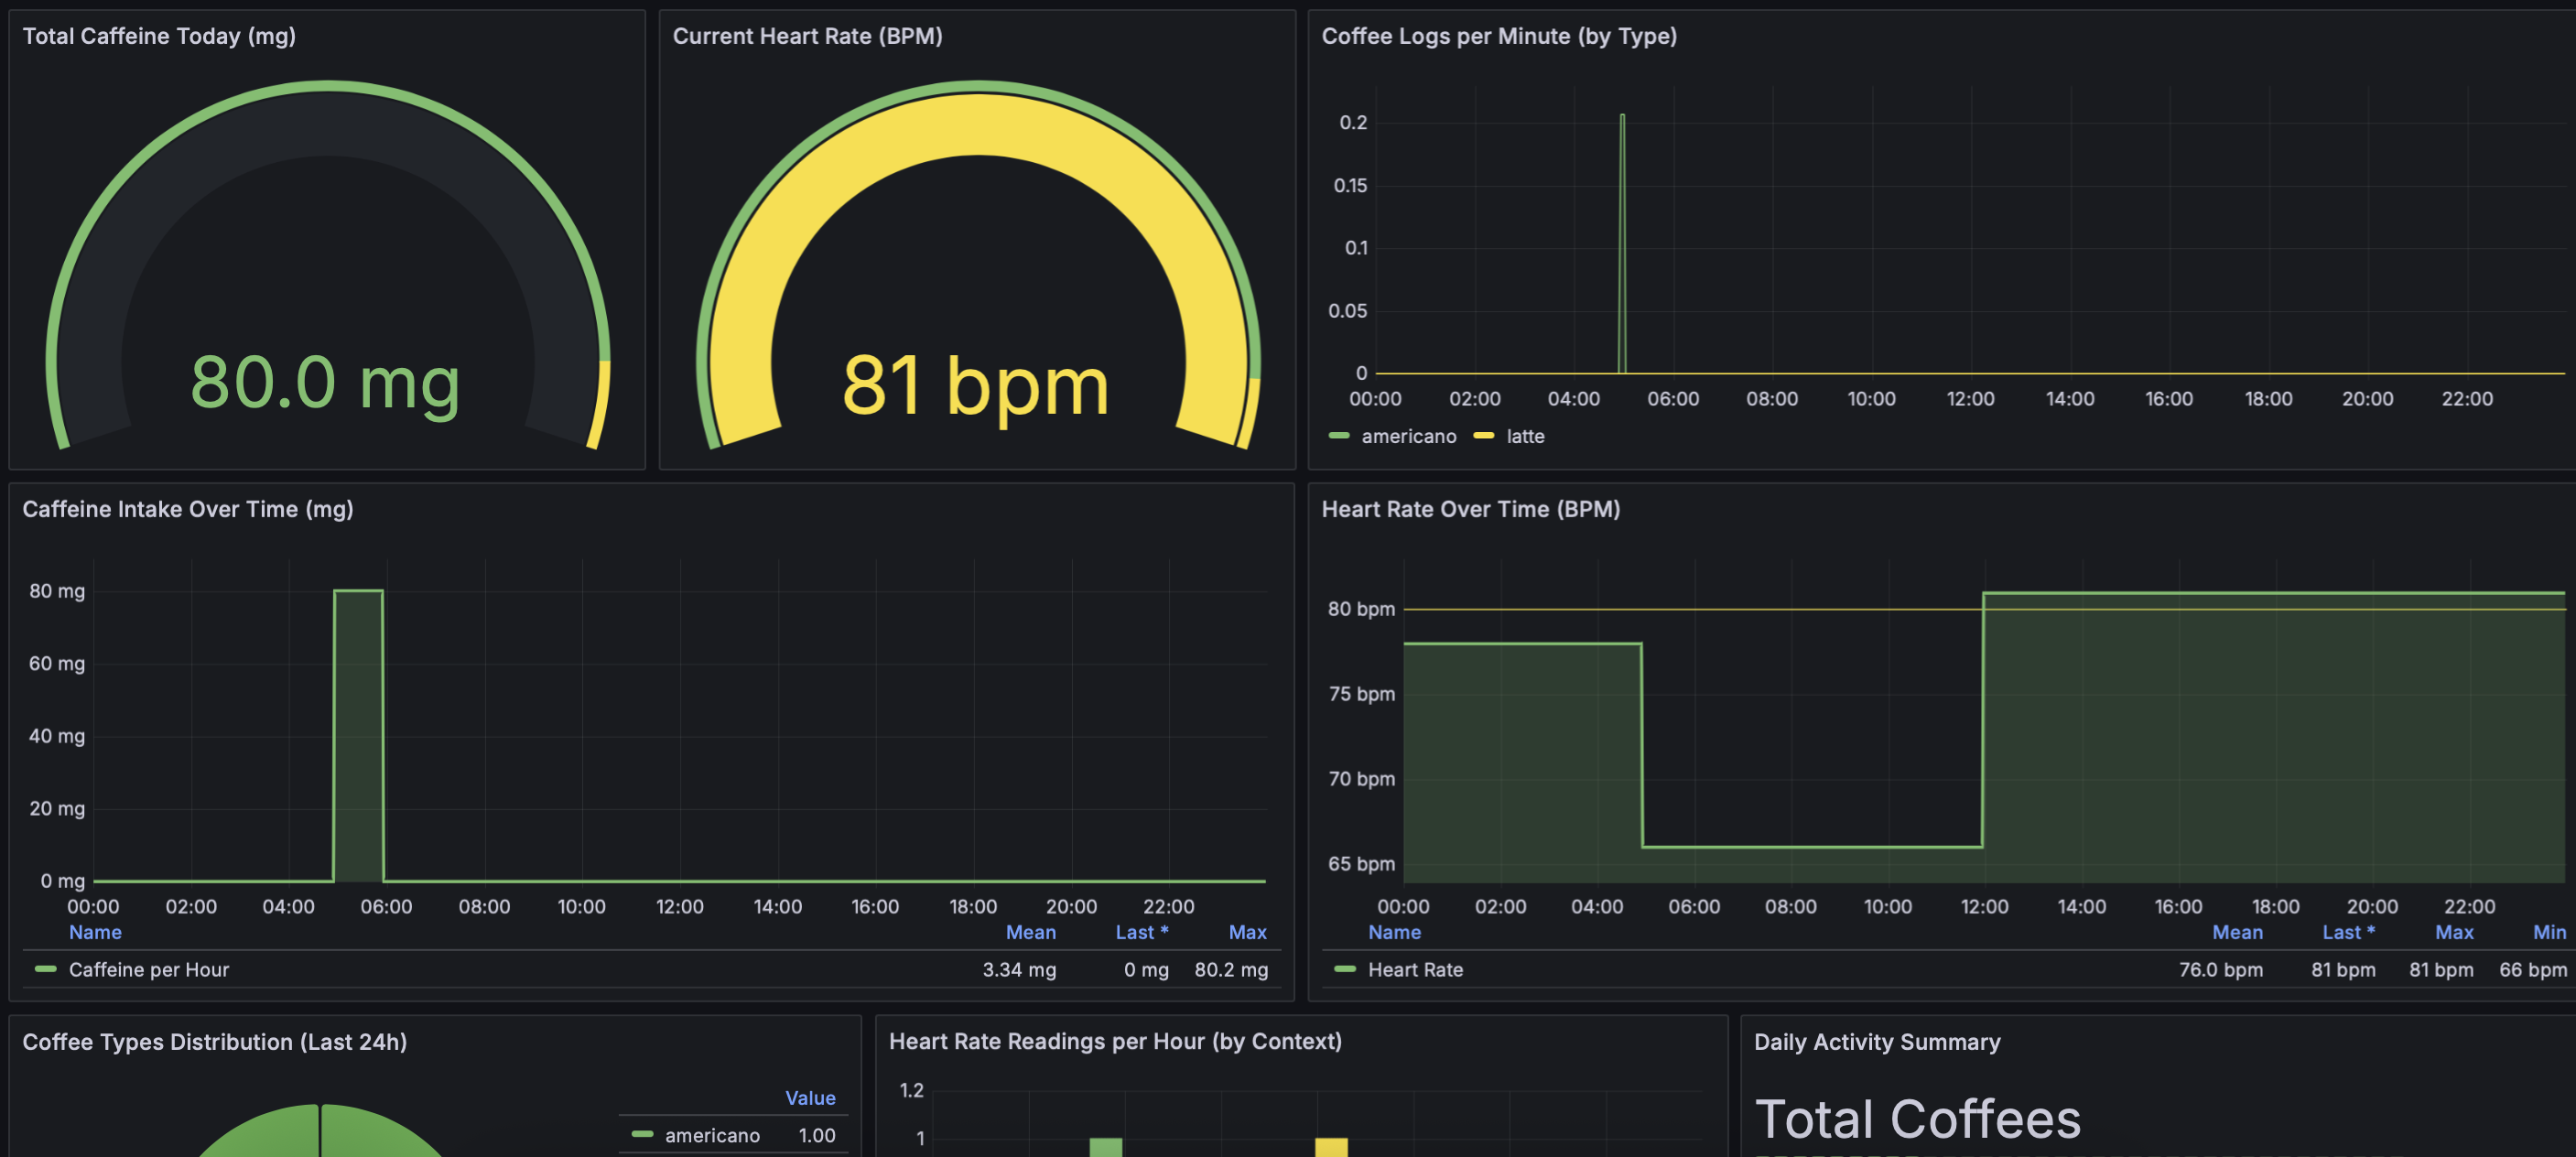 Total Caffeine Today (mg)
80.0 mg
Current Heart Rate (BPM)
81 bpm
Coffee Logs per Minute (by Type)
0.2
0.15
0.1
0.05
0
00:00 02:00 04:00 06:00 08:00 10:00 12:00 14:00 16:00 18:00 20:00 22:00
americano latte
Caffeine Intake Over Time (mg)
80 mg
60 mg
40 mg
20 mg
0 mg
00:00 02:00 04:00 06:00 08:00 10:00 12:00 14:00 16:00 18:00 20:00 22:00
Name Mean Last * Max
Caffeine per Hour 3.34 mg 0 mg 80.2 mg
Heart Rate Over Time (BPM)
80 bpm
75 bpm
70 bpm
65 bpm
00:00 02:00 04:00 06:00 08:00 10:00 12:00 14:00 16:00 18:00 20:00 22:00
Name Mean Last * Max Min
Heart Rate 76.0 bpm 81 bpm 81 bpm 66 bpm
Coffee Types Distribution (Last 24h)
Value
americano 1.00
Heart Rate Readings per Hour (by Context)
1.2
1
Daily Activity Summary
Total Coffees